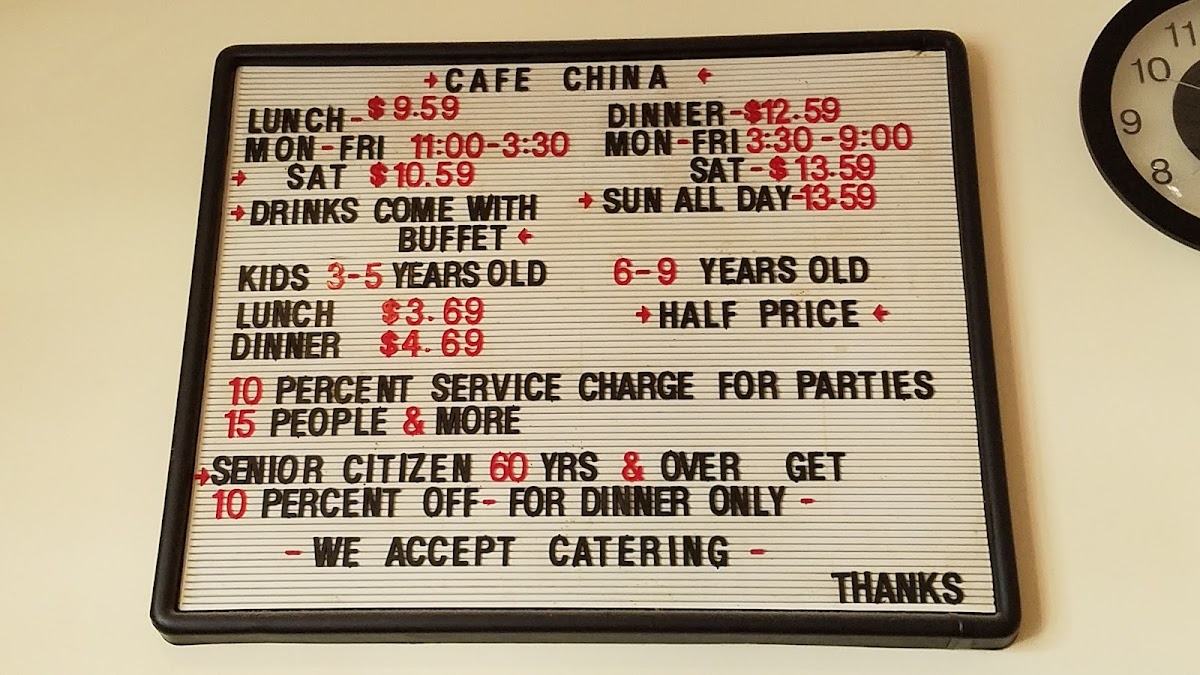 CAFE CHINA
LUNCH-$9.59
MON-FRI 11:00-3:30
SAT $10.59
DRINKS COME WITH
BUFFET
DINNER-$12.59
MON-FRI 3:30-9:00
SAT-$13.59
SUN ALL DAY-13.59
KIDS 3-5 YEARS OLD
LUNCH $3.69
DINNER $4.69
6-9 YEARS OLD
HALF PRICE
10 PERCENT SERVICE CHARGE FOR PARTIES
15 PEOPLE & MORE
SENIOR CITIZEN 60 YRS & OVER GET
10 PERCENT OFF- FOR DINNER ONLY -
- WE ACCEPT CATERING -
THANKS
11
10
9
8